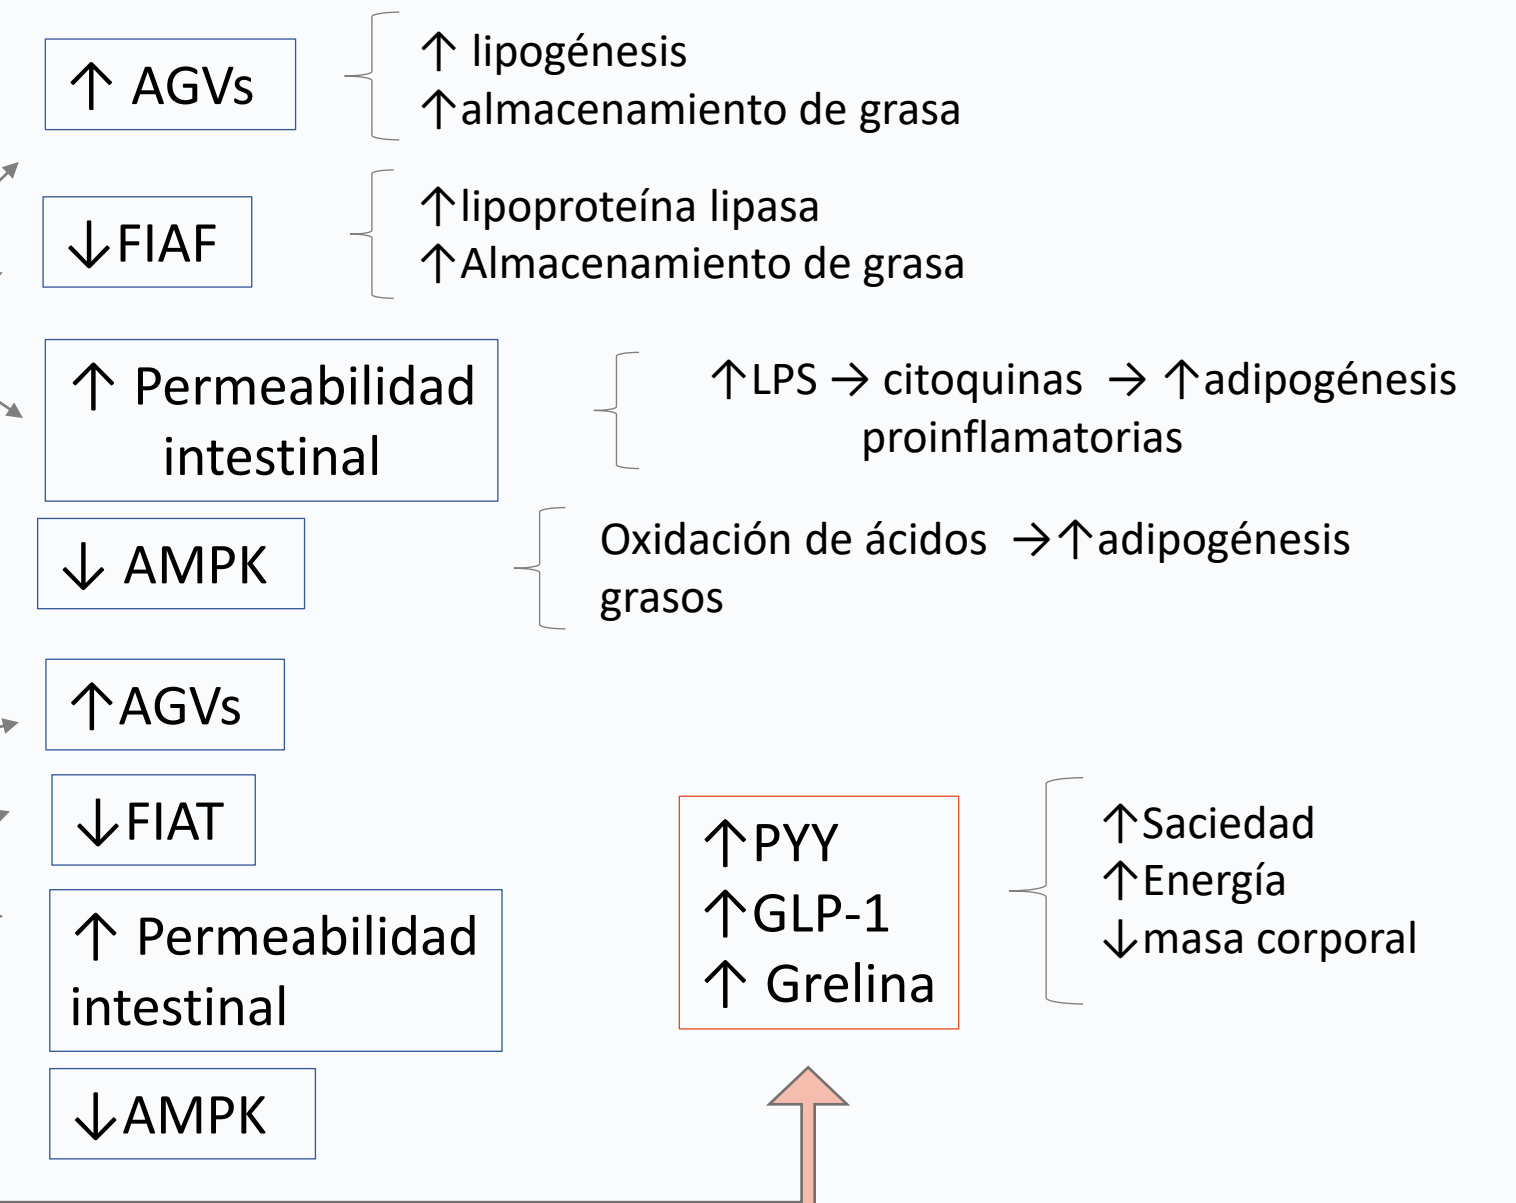 ↑ AGVs
↑ lipogénesis
↑almacenamiento de grasa
↓FIAF
↑lipoproteína lipasa
↑Almacenamiento de grasa
↑ Permeabilidad
intestinal
↑LPS → citoquinas → ↑adipogénesis
proinflamatorias
↓ AMPK
Oxidación de ácidos →↑adipogénesis
grasos
↑AGVs
↓FIAT
↑ Permeabilidad
intestinal
↓AMPK
↑PYY
↑GLP-1
↑ Grelina
↑Saciedad
↑Energía
↓masa corporal